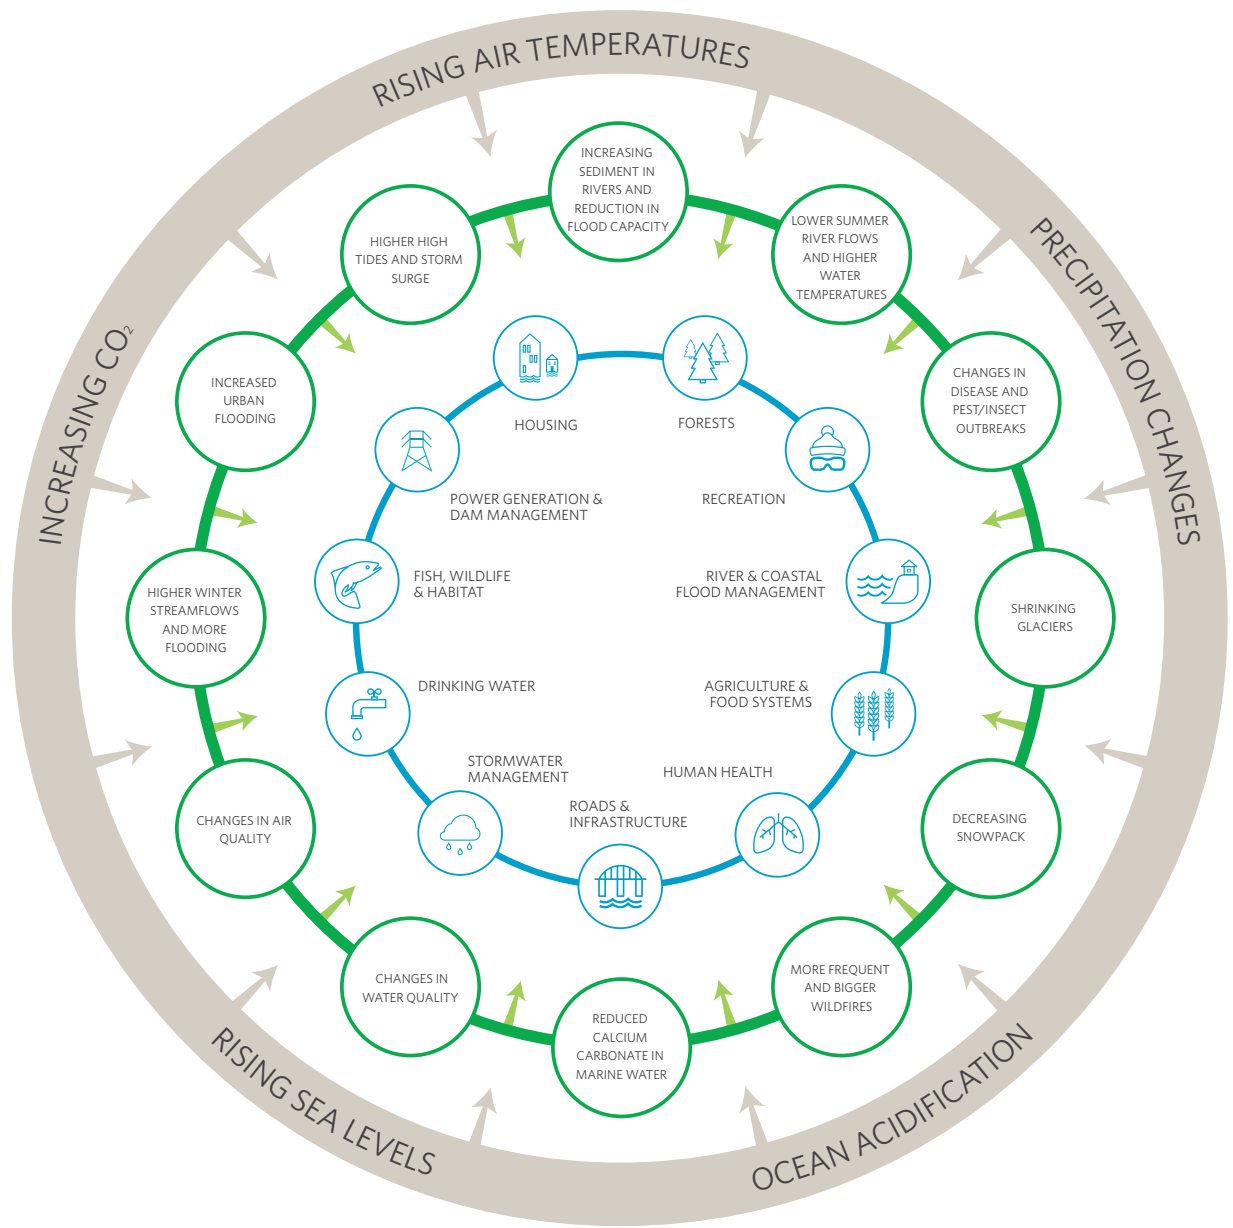 RISING AIR TEMPERATURES
PRECIPITATION CHANGES
OCEAN ACIDIFICATION
RISING SEA LEVELS
INCREASING CO₂
INCREASING
SEDIMENT IN
RIVERS AND
REDUCTION IN
FLOOD CAPACITY
LOWER SUMMER
RIVER FLOWS
AND HIGHER
WATER
TEMPERATURES
CHANGES IN
DISEASE AND
PEST/INSECT
OUTBREAKS
SHRINKING
GLACIERS
DECREASING
SNOWPACK
MORE FREQUENT
AND BIGGER
WILDFIRES
REDUCED
CALCIUM
CARBONATE IN
MARINE WATER
CHANGES IN
WATER QUALITY
CHANGES IN AIR
QUALITY
HIGHER WINTER
STREAMFLOWS
AND MORE
FLOODING
INCREASED
URBAN
FLOODING
HIGHER HIGH
TIDES AND STORM
SURGE
HOUSING
FORESTS
RECREATION
RIVER & COASTAL
FLOOD MANAGEMENT
AGRICULTURE &
FOOD SYSTEMS
HUMAN HEALTH
ROADS &
INFRASTRUCTURE
STORMWATER
MANAGEMENT
DRINKING WATER
FISH, WILDLIFE
& HABITAT
POWER GENERATION &
DAM MANAGEMENT